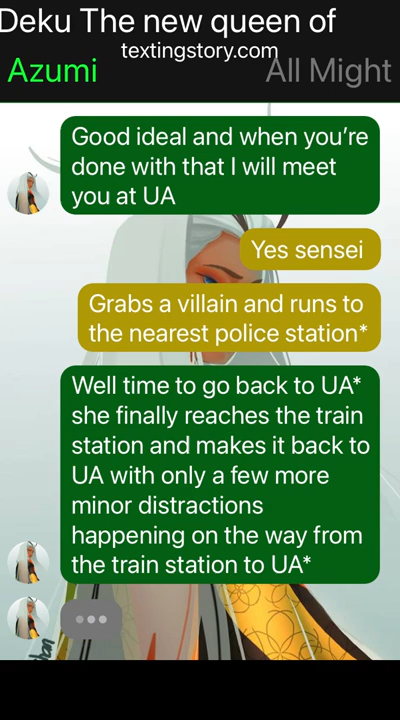 Deku The new queen of
textingstory.com
Azumi
All Might
Good ideal and when you're
done with that I will meet
you at UA
Yes sensei
Grabs a villain and runs to
the nearest police station*
Well time to go back to UA*
she finally reaches the train
station and makes it back to
UA with only a few more
minor distractions
happening on the way from
the train station to UA*